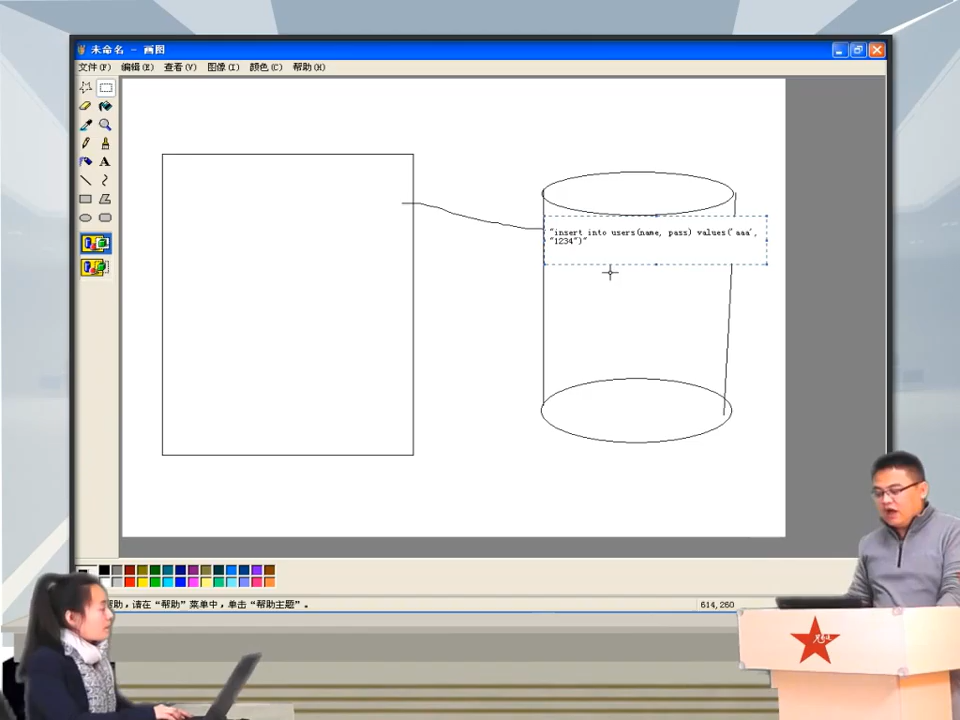 未命名 - 画图
文件(F) 编辑(E) 查看(V) 图像(I) 颜色(C) 帮助(H)
A
"insert into users(name, pass) values('aaa',
"1234")"
帮助，请在“帮助”菜单中，单击“帮助主题”。
614,260